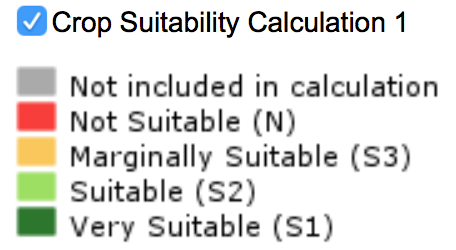 Crop Suitability Calculation 1
Not included in calculation
Not Suitable (N)
Marginally Suitable (S3)
Suitable (S2)
Very Suitable (S1)